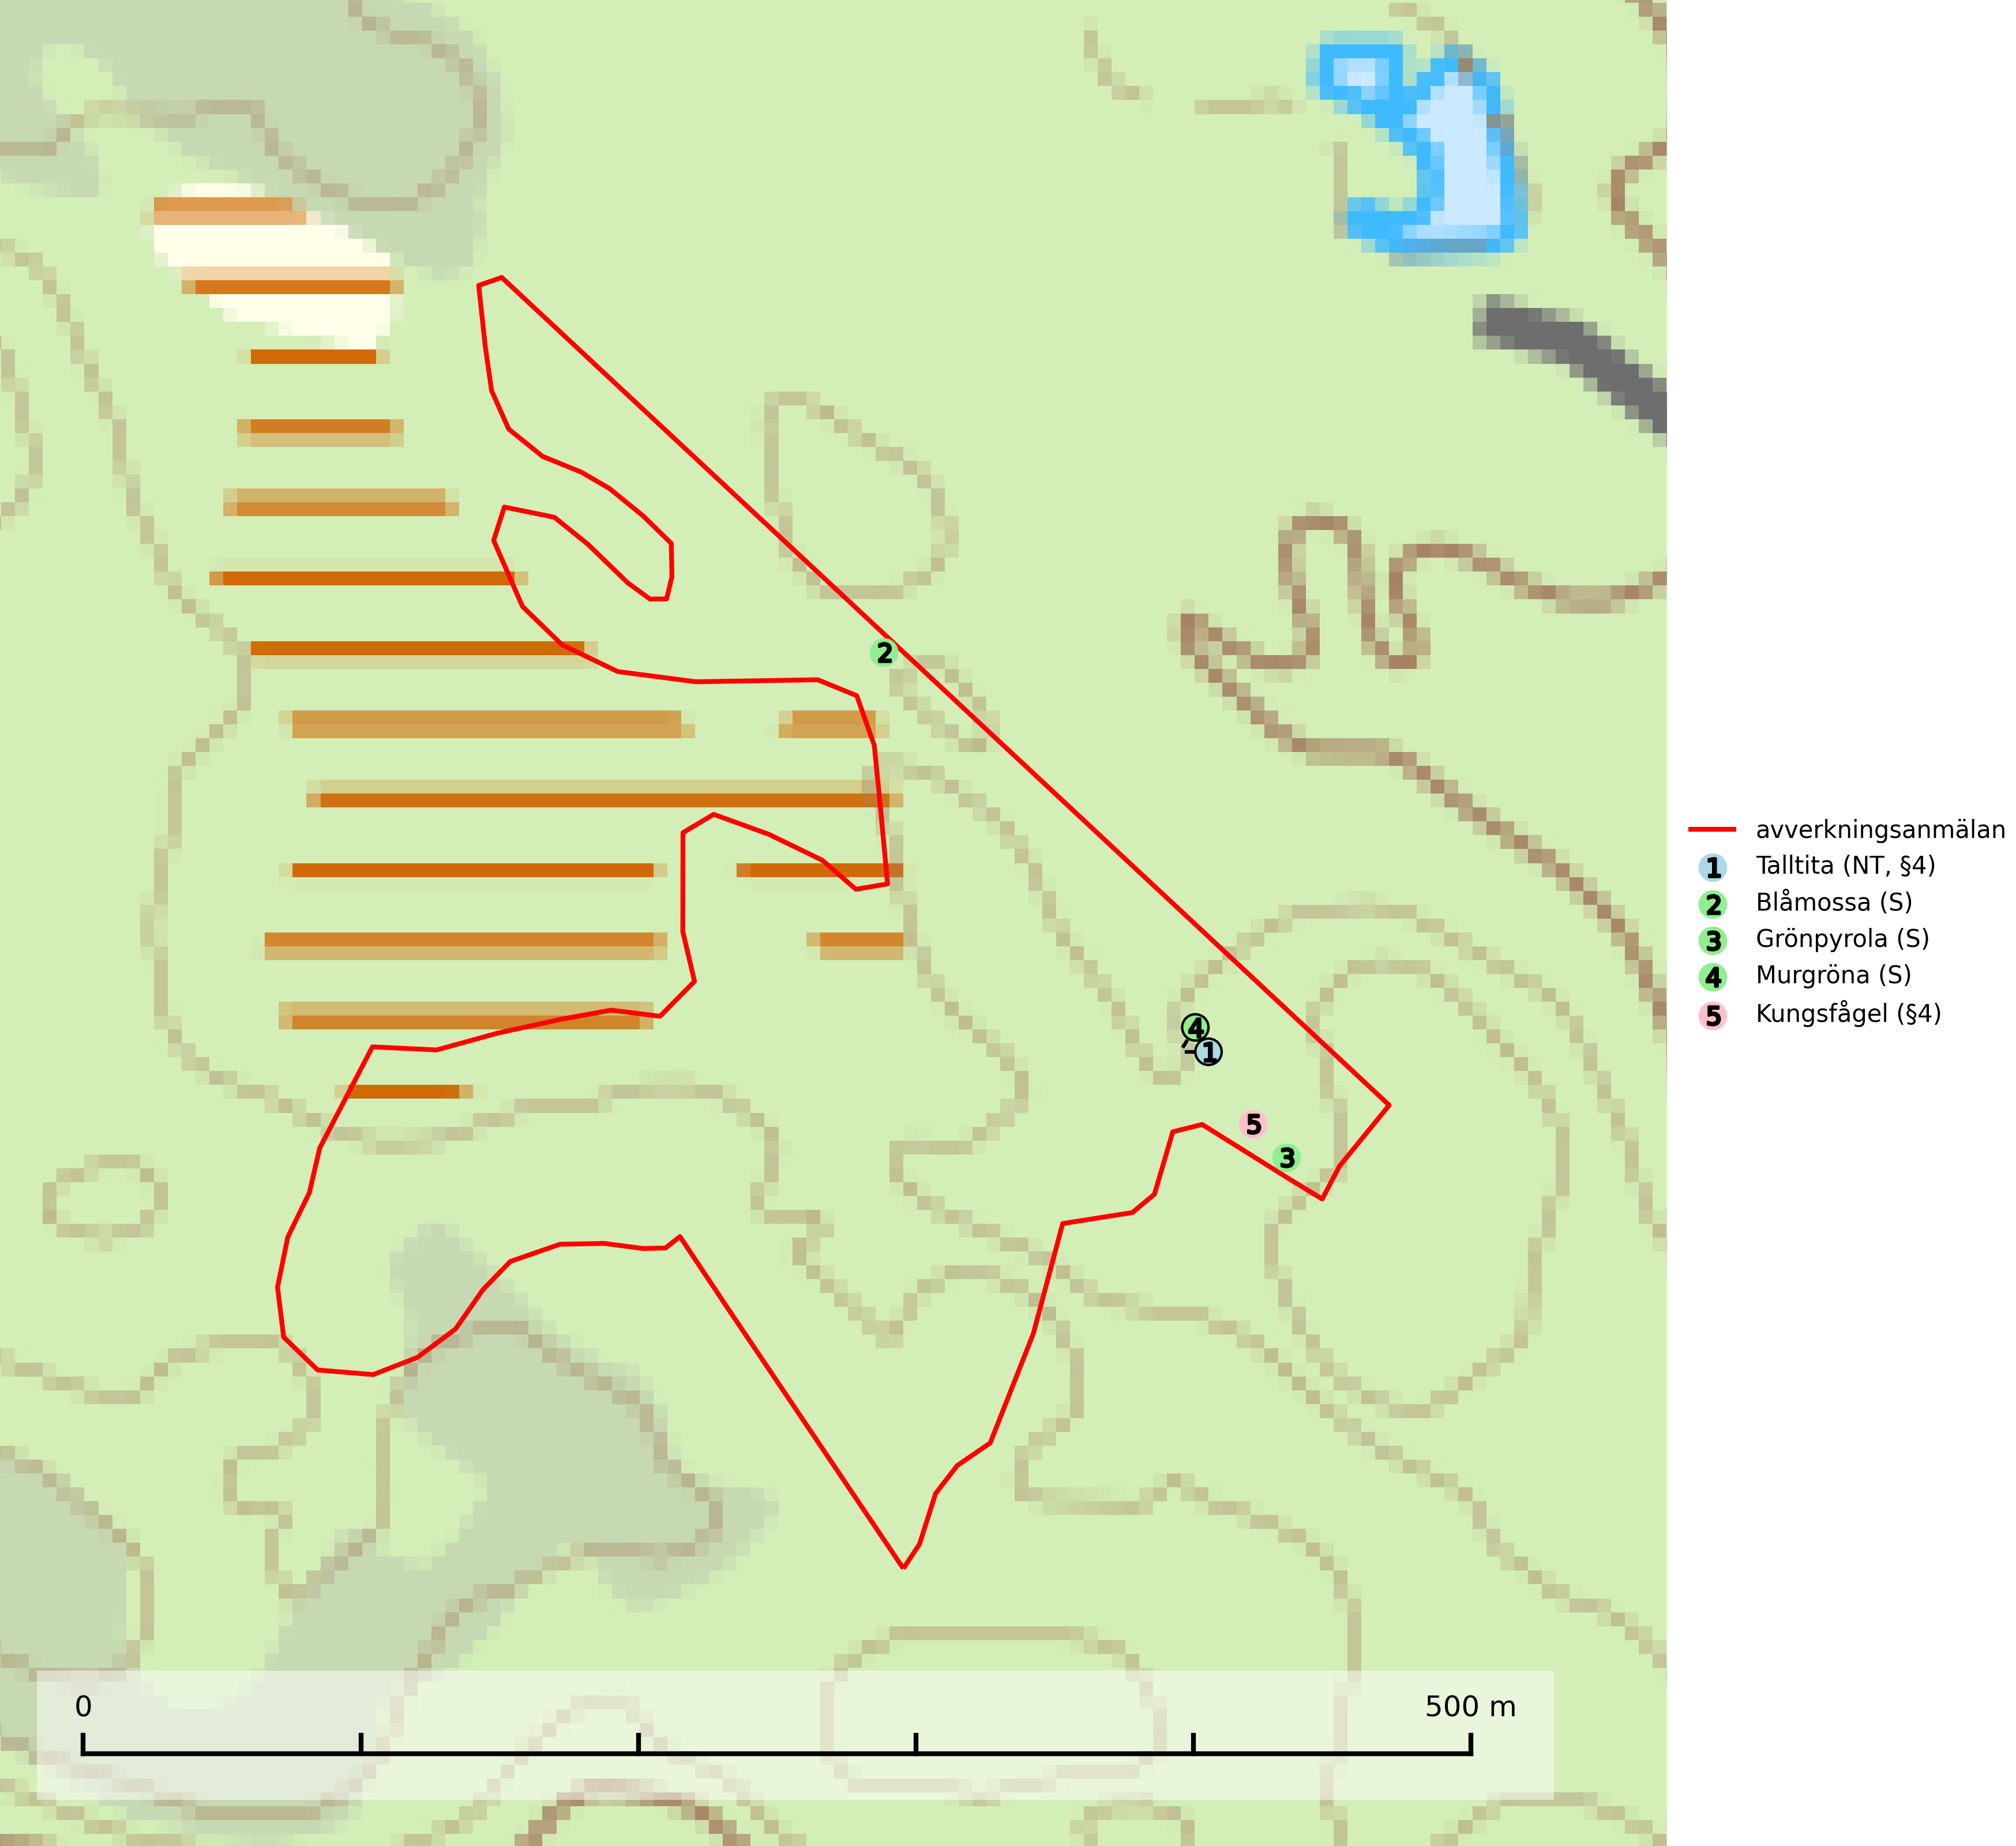 2
4
1
5
3
avverkningsanmälan
1 Talltita (NT, §4)
2 Blåmossa (S)
3 Grönpyrola (S)
4 Murgröna (S)
5 Kungsfågel (§4)
0 500 m